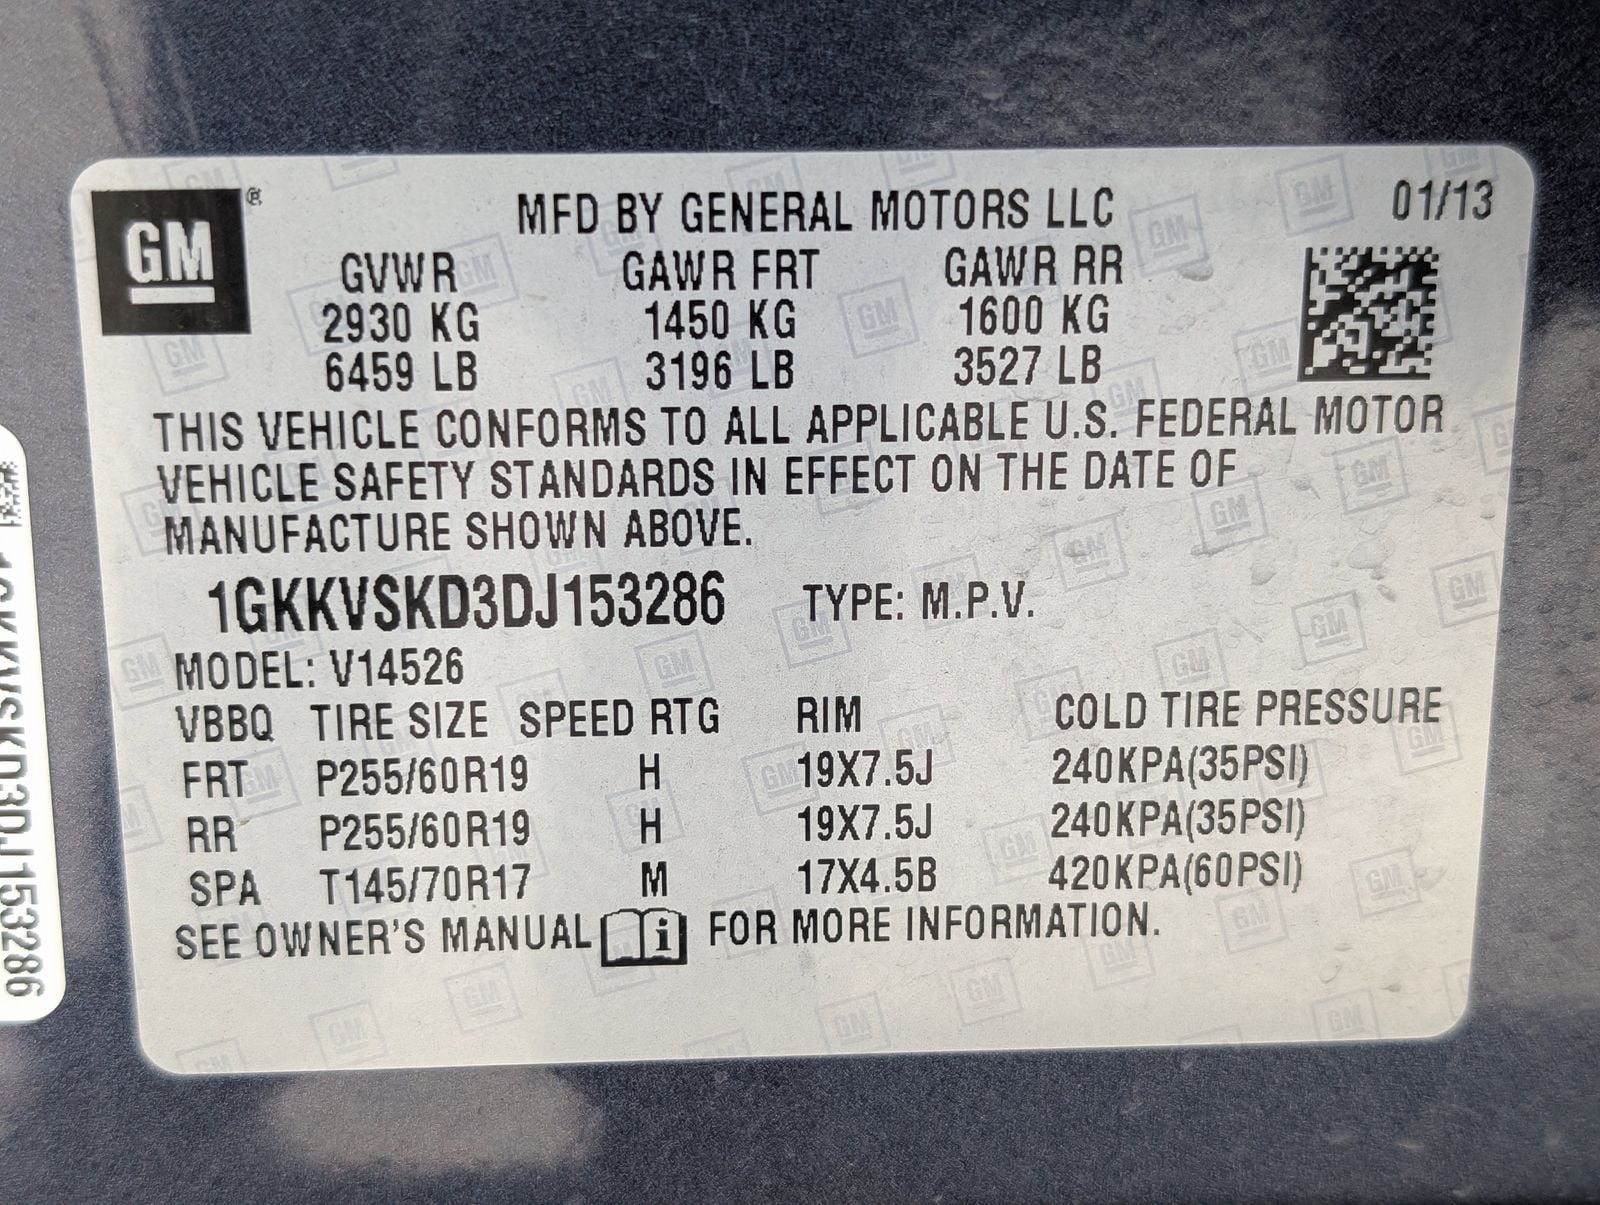 GM
MFD BY GENERAL MOTORS LLC 01/13
GVWR GAWR FRT GAWR RR
2930 KG 1450 KG 1600 KG
6459 LB 3196 LB 3527 LB
THIS VEHICLE CONFORMS TO ALL APPLICABLE U.S. FEDERAL MOTOR
VEHICLE SAFETY STANDARDS IN EFFECT ON THE DATE OF
MANUFACTURE SHOWN ABOVE.
1GKKVSKD3DJ153286 TYPE: M.P.V.
MODEL: V14526
VBBQ TIRE SIZE SPEED RTG RIM COLD TIRE PRESSURE
FRT P255/60R19 H 19X7.5J 240KPA(35PSI)
RR P255/60R19 H 19X7.5J 240KPA(35PSI)
SPA T145/70R17 M 17X4.5B 420KPA(60PSI)
SEE OWNER'S MANUAL i FOR MORE INFORMATION.
1GKKVSKD3DJ153286